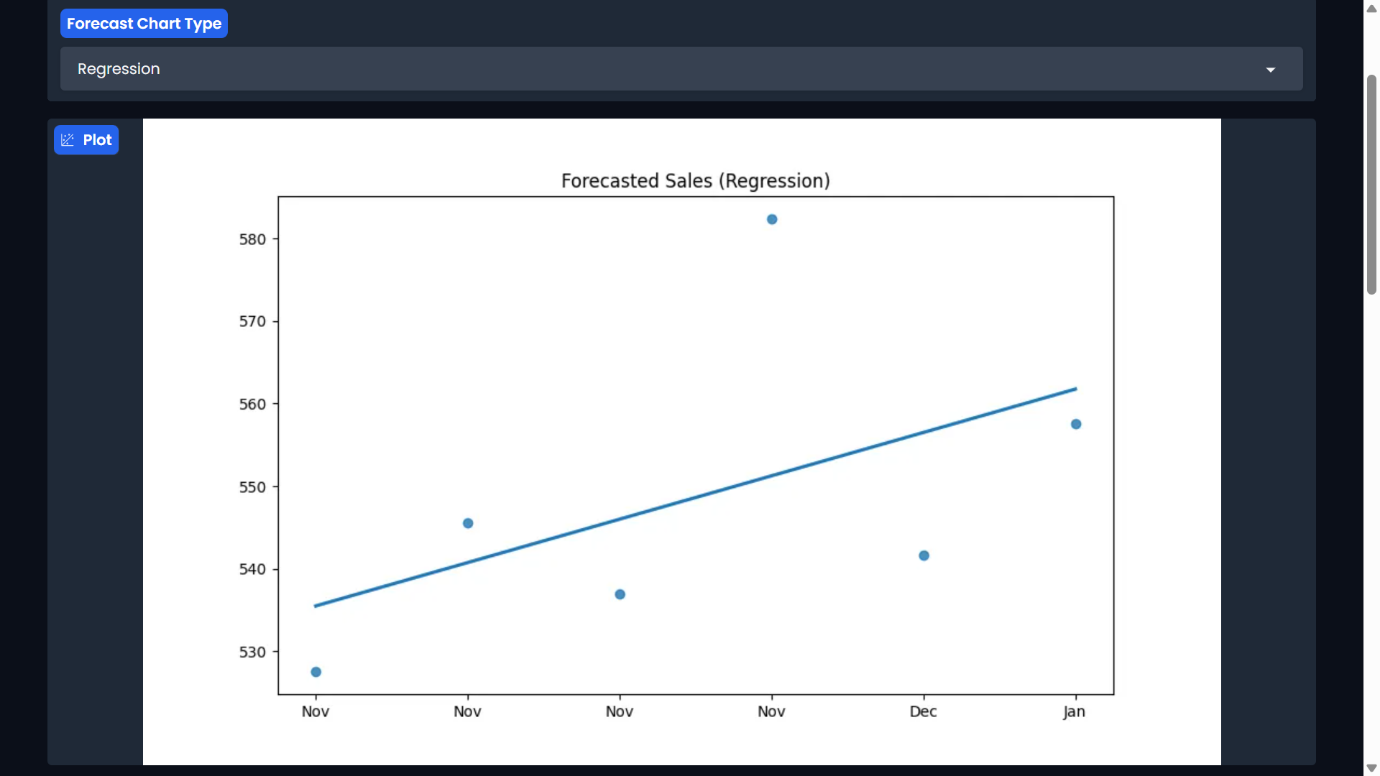 Forecast Chart Type
Regression
Plot
Forecasted Sales (Regression)
580
570
560
550
540
530
Nov Nov Nov Nov Dec Jan